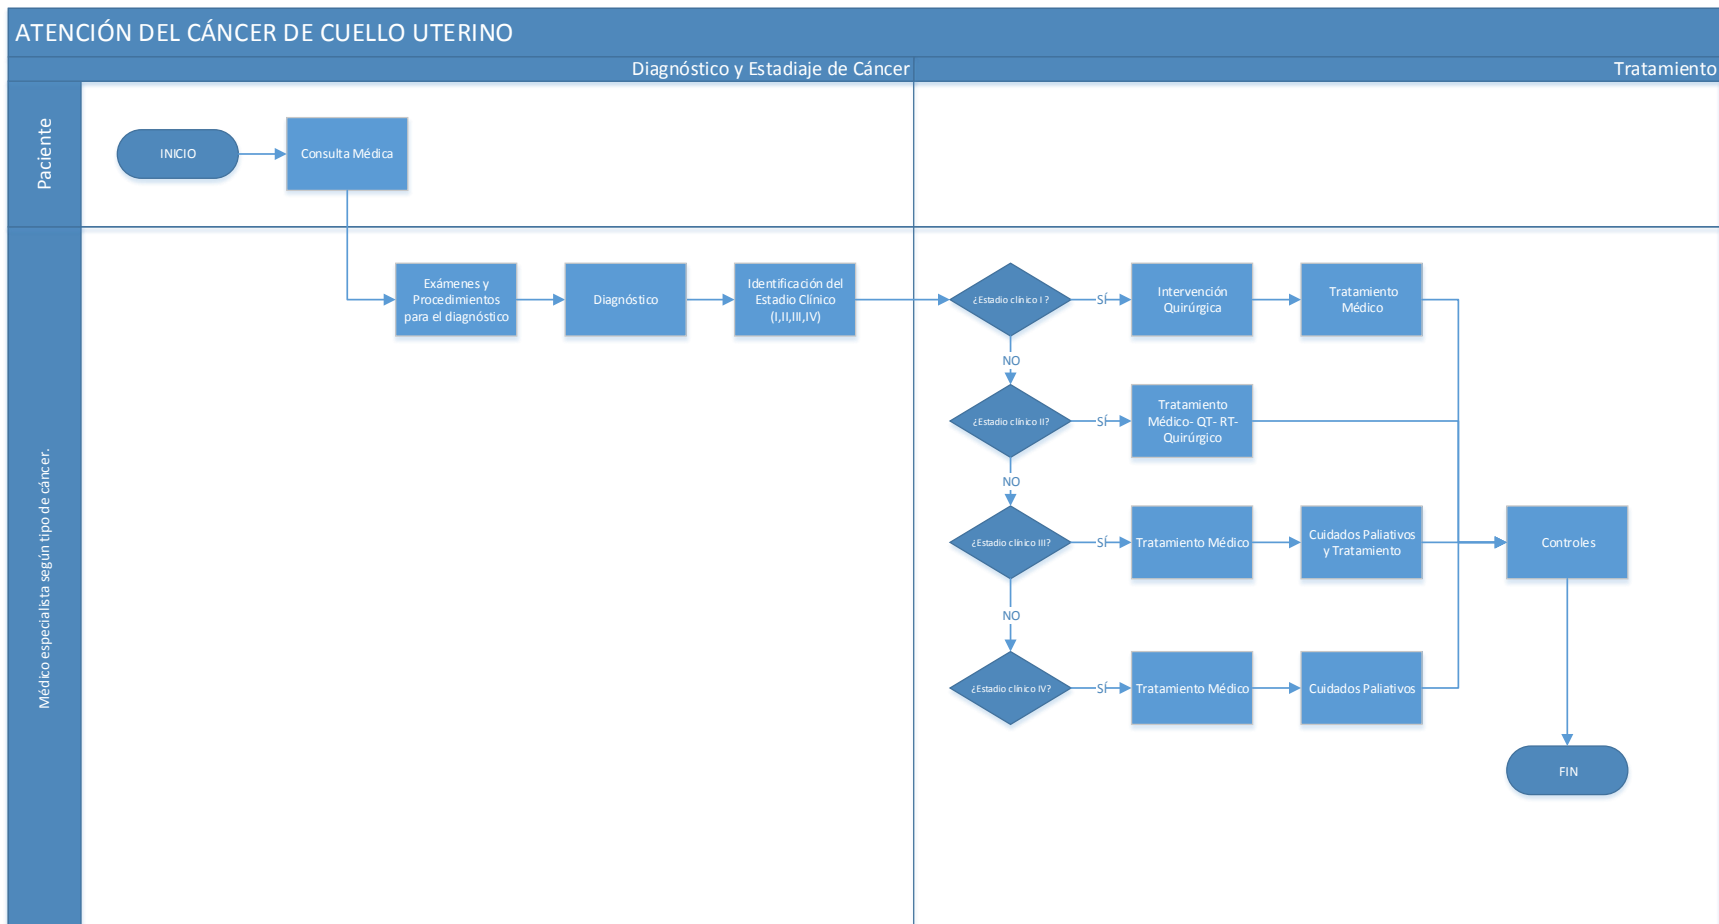 ATENCIÓN DEL CÁNCER DE CUELLO UTERINO
Diagnóstico y Estadiaje de Cáncer
Tratamiento
Paciente
INICIO
Consulta Médica
Médico especialista según tipo de cáncer.
Exámenes y
Procedimientos
para el diagnóstico
Diagnóstico
Identificación del
Estadio Clínico
(I,II,III,IV)
¿Estadio clínico I ?
SÍ
Intervención
Quirúrgica
Tratamiento
Médico
NO
¿Estadio clínico II?
SÍ
Tratamiento
Médico- QT- RT-
Quirúrgico
NO
¿Estadio clínico III?
SÍ
Tratamiento Médico
Cuidados Paliativos
y Tratamiento
Controles
NO
¿Estadio clínico IV?
SÍ
Tratamiento Médico
Cuidados Paliativos
FIN